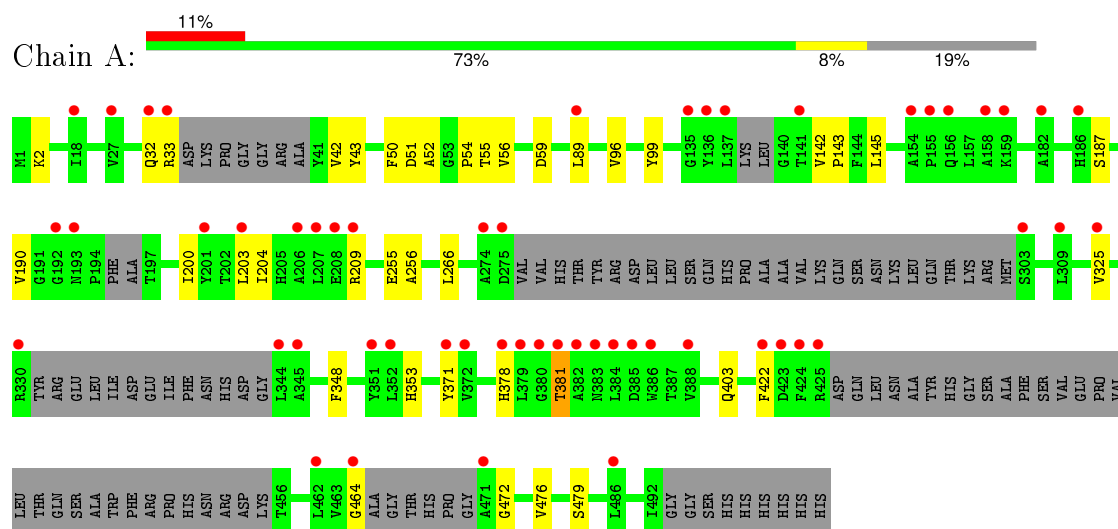 11%
Chain A:
73% 8% 19%
M1 K2 I18 V27 Q32 R33 ASP LYS PRO GLY GLY ARG ALA Y41 V42 Y43 F50 D51 A52 G53 P54 T55 V56 D59 L89 V96 Y99 G135 Y136 L137 LYS LEU Q140 T141 V142 P143 F144 L145 A154 P155 Q156 L157 A158 K159 A182 H186 S187
V190 G191 G192 N193 P194 PHE ALA T197 I200 Y201 T202 L203 I204 H205 A206 L207 E208 R209 E255 A256 L266 A274 D275 VAL VAL HIS THR TYR ARG ASP LEU LEU SER GLN HIS PRO ALA ALA VAL LYS GLN SER ASN LYS LEU GLN THR LYS ARG MET S303 L309 V325
R330 TYR ARG GLU LEU ILE ASP GLU ILE PHE ASN HIS ASP GLY L344 A345 F348 Y351 L352 H353 Y371 V372 H378 L379 G380 T381 A382 N383 L384 D385 W386 T387 V388 Q403 F422 D423 F424 R425 ASP GLN LEU ASN ALA TYR HIS GLY SER ALA PHE SER VAL GLU PRO VAL
LEU THR GLN SER ALA TRP PHE ARG PRO HIS ASN ARG ASP LYS T456 L462 V463 G464 ALA GLY THR HIS PRO GLY A471 G472 V476 S479 L486 I492 GLY GLY SER HIS HIS HIS HIS HIS HIS